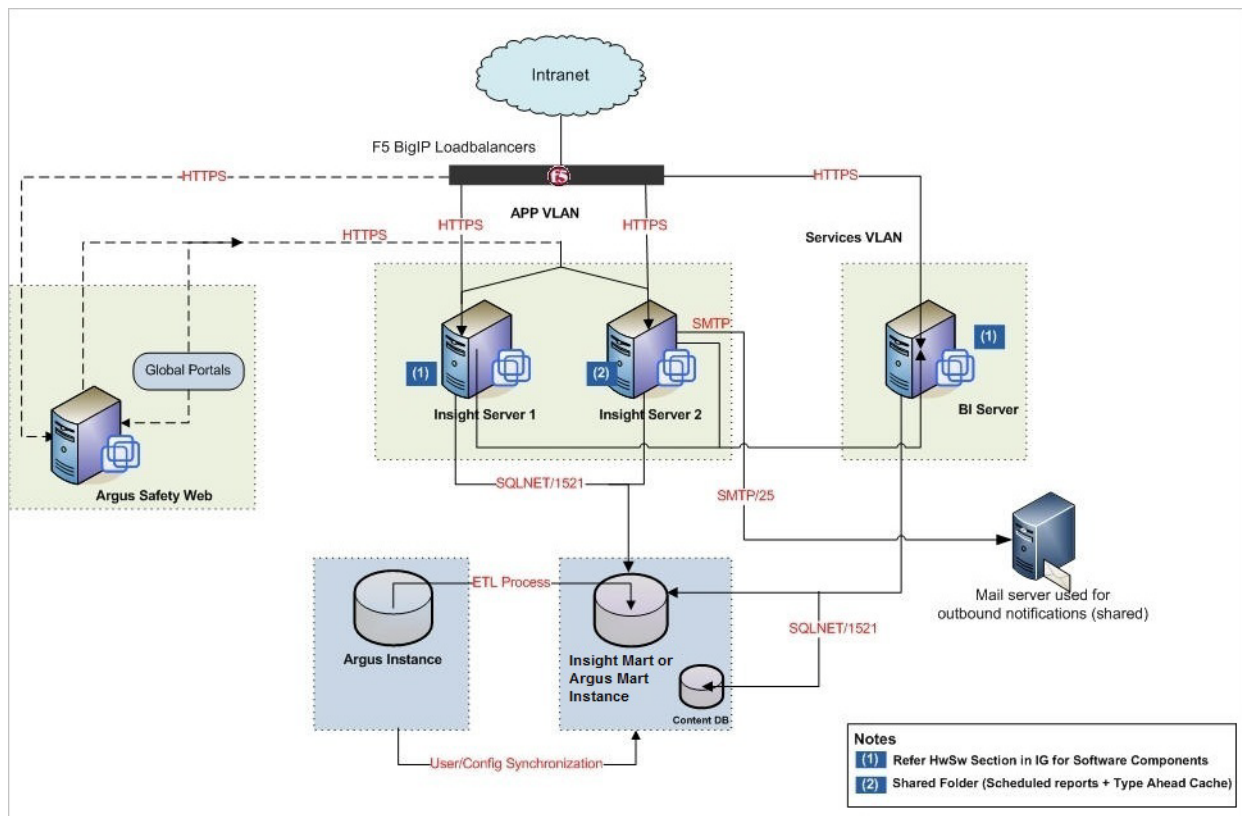 Intranet
F5 BigIP Loadbalancers
f5
HTTPS
HTTPS
APP VLAN
HTTPS
HTTPS
HTTPS
Services VLAN
SMTP
(1)
(2)
(1)
Global Portals
Insight Server 1
Insight Server 2
BI Server
Argus Safety Web
SQLNET/1521
SMTP/25
ETL Process
Mail server used for
outbound notifications (shared)
SQLNET/1521
Argus Instance
Insight Mart or
Argus Mart
Instance
Content DB
User/Config Synchronization
Notes
(1) Refer HwSw Section in IG for Software Components
(2) Shared Folder (Scheduled reports + Type Ahead Cache)